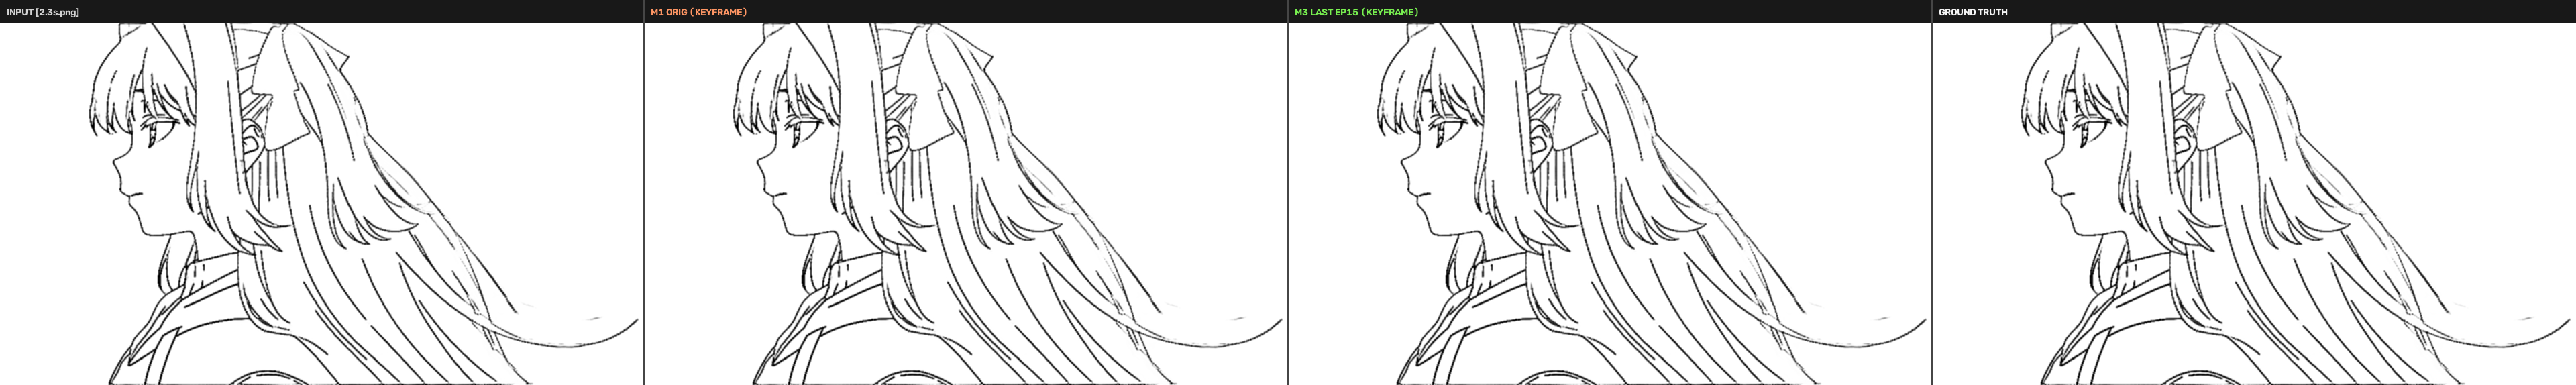 INPUT [2.3s.png]
M1 ORIG (KEYFRAME)
M3 LAST EP15 (KEYFRAME)
GROUND TRUTH